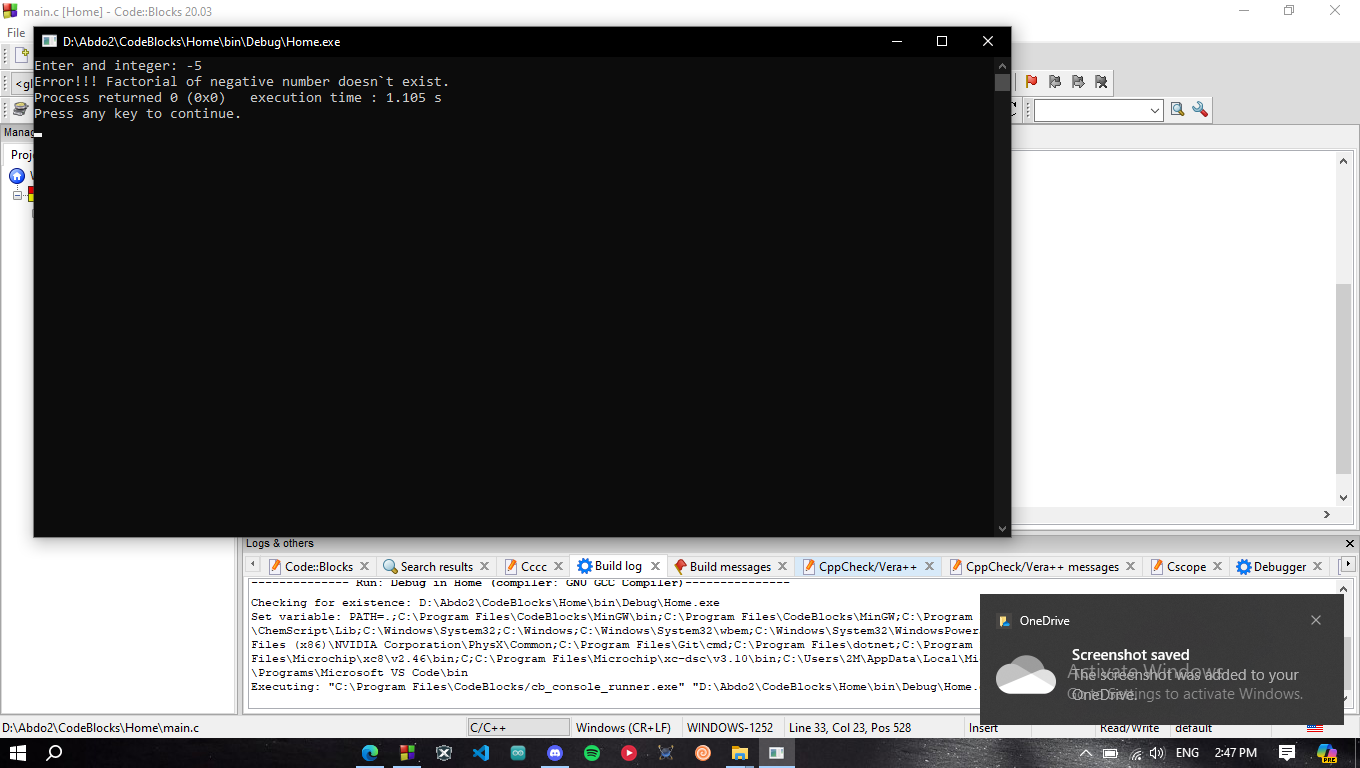 main.c [Home] - Code::Blocks 20.03
File
D:\Abdo2\CodeBlocks\Home\bin\Debug\Home.exe
Enter and integer: -5
Error!!! Factorial of negative number doesn`t exist.
Process returned 0 (0x0)   execution time : 1.105 s
Press any key to continue.
Logs & others
Code::Blocks
Search results
Cccc
Build log
Build messages
CppCheck/Vera++
CppCheck/Vera++ messages
Cscope
Debugger
-------------- Run: Debug in Home (compiler: GNU GCC Compiler)---------------
Checking for existence: D:\Abdo2\CodeBlocks\Home\bin\Debug\Home.exe
Set variable: PATH=.;C:\Program Files\CodeBlocks\MinGW\bin;C:\Program Files\CodeBlocks\MinGW;C:\Program
\ChemScript\Lib;C:\Windows\System32;C:\Windows;C:\Windows\System32\wbem;C:\Windows\System32\WindowsPower
Files (x86)\NVIDIA Corporation\PhysX\Common;C:\Program Files\Git\cmd;C:\Program Files\dotnet;C:\Program
Files\Microchip\xc8\v2.46\bin;C;C:\Program Files\Microchip\xc-dsc\v3.10\bin;C:\Users\2M\AppData\Local\Mi
\Programs\Microsoft VS Code\bin
Executing: "C:\Program Files\CodeBlocks/cb_console_runner.exe" "D:\Abdo2\CodeBlocks\Home\bin\Debug\Home.
OneDrive
Screenshot saved
The screenshot was added to your
OneDrive.
Activate Windows
Go to Settings to activate Windows.
D:\Abdo2\CodeBlocks\Home\main.c
C/C++
Windows (CR+LF)
WINDOWS-1252
Line 33, Col 23, Pos 528
Insert
Read/Write
default
ENG
2:47 PM
PRE